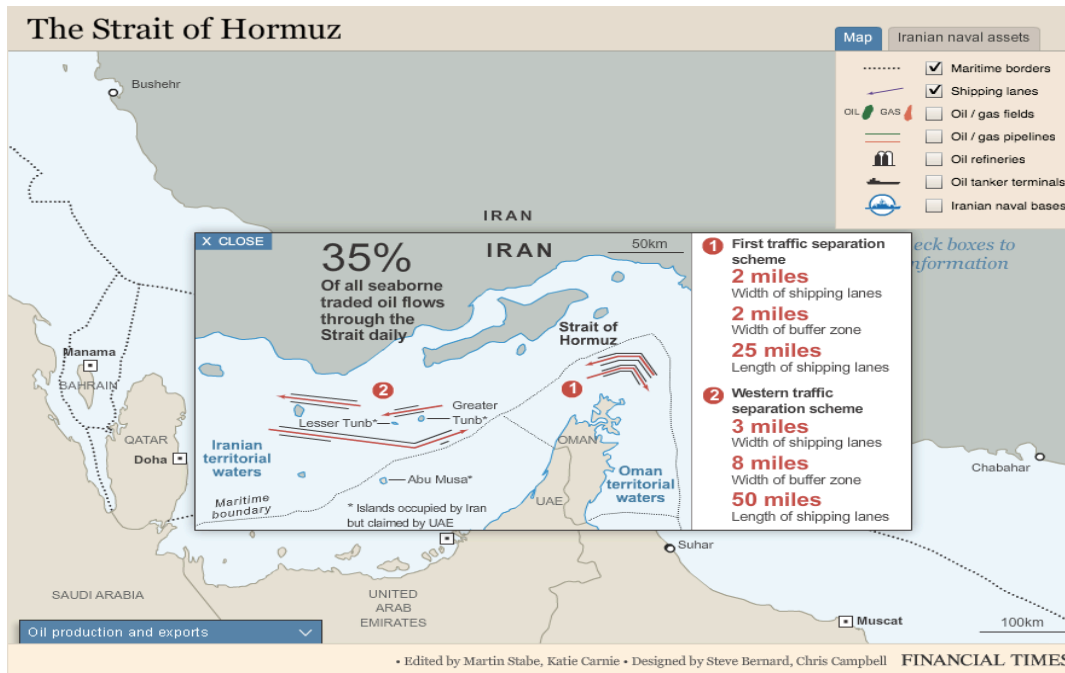 The Strait of Hormuz
Map
Iranian naval assets
Maritime borders
Shipping lanes
OIL GAS Oil / gas fields
Oil / gas pipelines
Oil refineries
Oil tanker terminals
Iranian naval bases
eck boxes to
nformation
Bushehr
IRAN
X CLOSE
35%
Of all seaborne
traded oil flows
through the
Strait daily
IRAN
50km
Strait of
Hormuz
1
2
Greater
Tunb*
Lesser Tunb*
Iranian
territorial
waters
Abu Musa*
Maritime
boundary
* Islands occupied by Iran
but claimed by UAE
OMAN
UAE
Oman
territorial
waters
1 First traffic separation
scheme
2 miles
Width of shipping lanes
2 miles
Width of buffer zone
25 miles
Length of shipping lanes
2 Western traffic
separation scheme
3 miles
Width of shipping lanes
8 miles
Width of buffer zone
50 miles
Length of shipping lanes
Manama
BAHRAIN
QATAR
Doha
Chabahar
Suhar
SAUDI ARABIA
UNITED
ARAB
EMIRATES
Muscat
100km
Oil production and exports
• Edited by Martin Stabe, Katie Carnie • Designed by Steve Bernard, Chris Campbell FINANCIAL TIMES